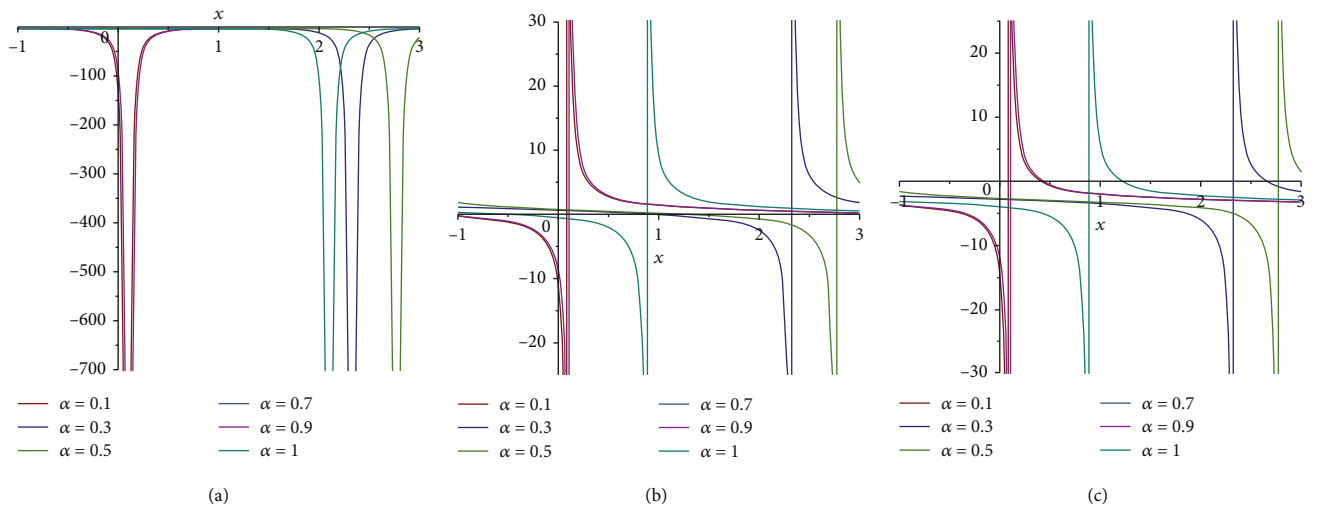 x
−1
0
1
2
3
−100
−200
−300
−400
−500
−600
−700
α = 0.1
α = 0.7
α = 0.3
α = 0.9
α = 0.5
α = 1
(a)
30
20
10
0
−1
1
2
3
x
−10
−20
α = 0.1
α = 0.7
α = 0.3
α = 0.9
α = 0.5
α = 1
(b)
20
10
0
−1
1
2
3
x
−10
−20
−30
α = 0.1
α = 0.7
α = 0.3
α = 0.9
α = 0.5
α = 1
(c)